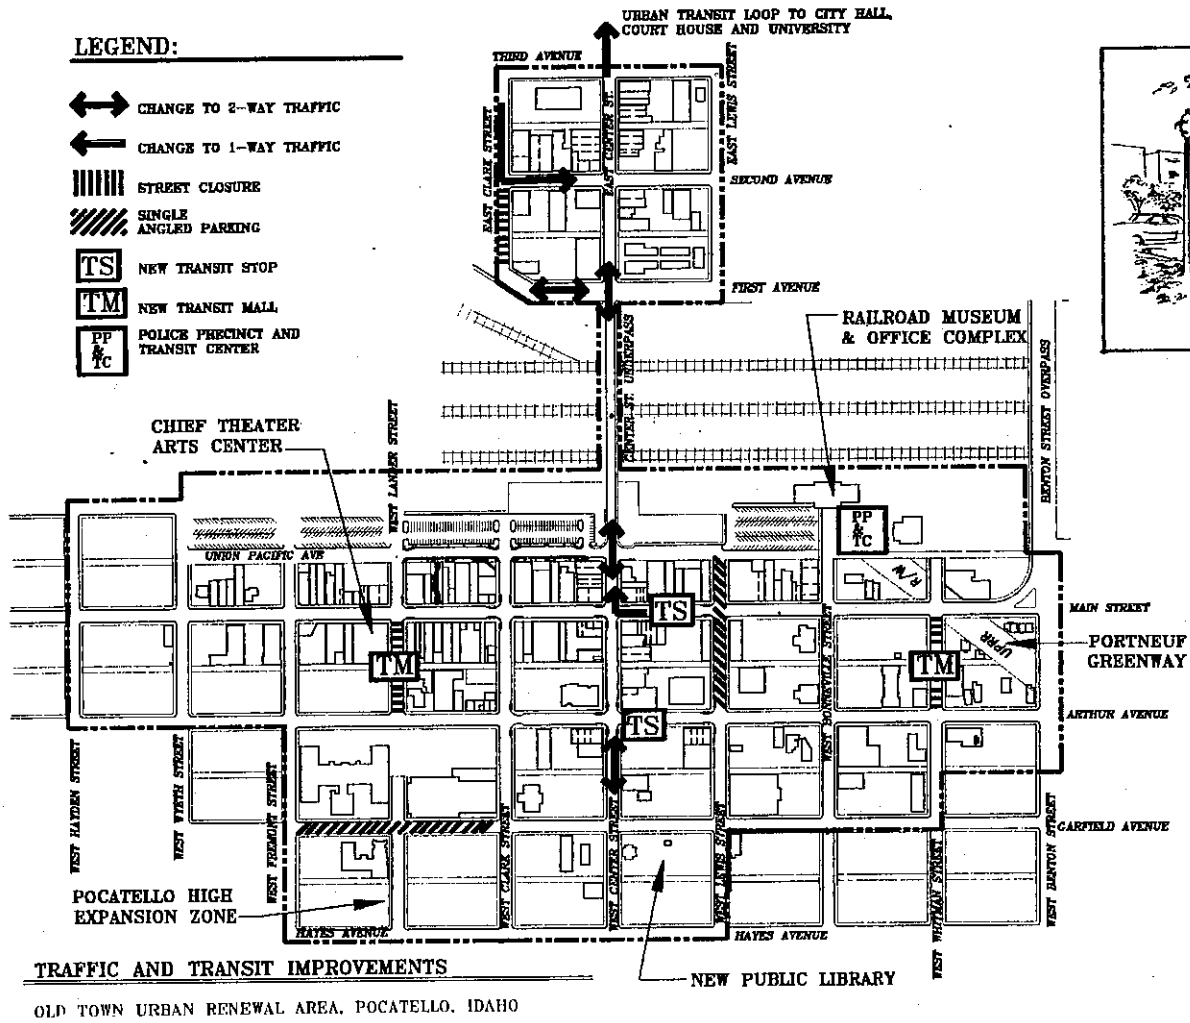 URBAN TRANSIT LOOP TO CITY HALL,
COURT HOUSE AND UNIVERSITY
LEGEND:
CHANGE TO 2-WAY TRAFFIC
CHANGE TO 1-WAY TRAFFIC
STREET CLOSURE
SINGLE
ANGLED PARKING
TS
NEW TRANSIT STOP
TM
NEW TRANSIT MALL
PP
&
TC
POLICE PRECINCT AND
TRANSIT CENTER
THIRD AVENUE
EAST CLARK STREET
EAST CENTER ST.
EAST LEWIS STREET
SECOND AVENUE
FIRST AVENUE
CENTER ST. UNDERPASS
RAILROAD MUSEUM
& OFFICE COMPLEX
BENTON STREET OVERPASS
CHIEF THEATER
ARTS CENTER
WEST LANDER STREET
UNION PACIFIC AVE
PP
&
TC
R/W
TS
MAIN STREET
UPRR
PORTNEUF
GREENWAY
TM
TM
WEST BONNEVILLE STREET
TS
ARTHUR AVENUE
WEST HAYDEN STREET
WEST WYETH STREET
WEST FREMONT STREET
WEST CLARK STREET
WEST CENTER STREET
WEST LEWIS STREET
GARFIELD AVENUE
WEST WHITMAN STREET
WEST BENTON STREET
POCATELLO HIGH
EXPANSION ZONE
HAYES AVENUE
HAYES AVENUE
NEW PUBLIC LIBRARY
TRAFFIC AND TRANSIT IMPROVEMENTS
OLD TOWN URBAN RENEWAL AREA, POCATELLO, IDAHO